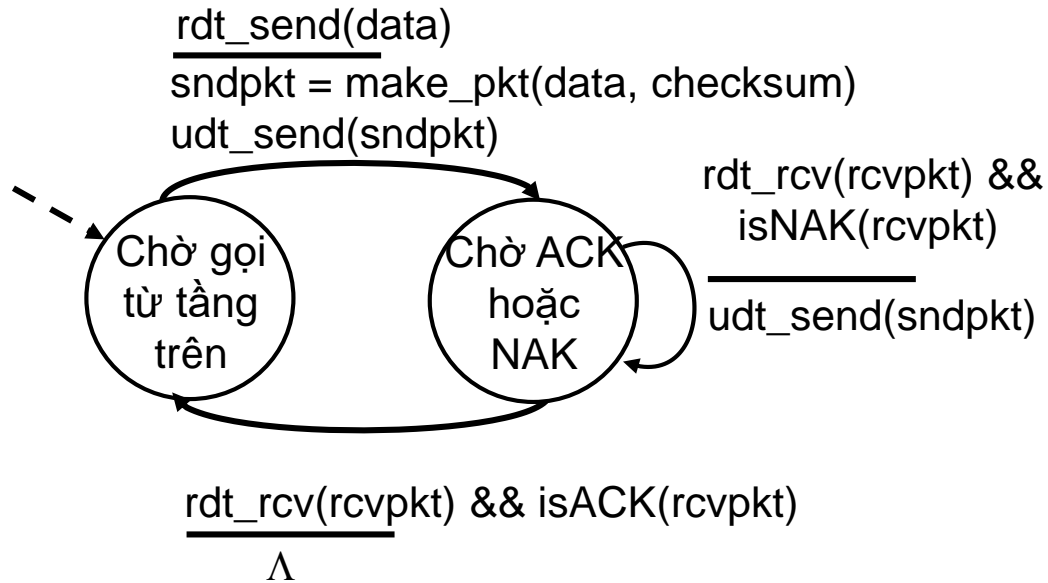 rdt_send(data)
sndpkt = make_pkt(data, checksum)
udt_send(sndpkt)
rdt_rcv(rcvpkt) &&
isNAK(rcvpkt)
udt_send(sndpkt)
Chờ gọi
từ tầng
trên
Chờ ACK
hoặc
NAK
rdt_rcv(rcvpkt) && isACK(rcvpkt)
Λ